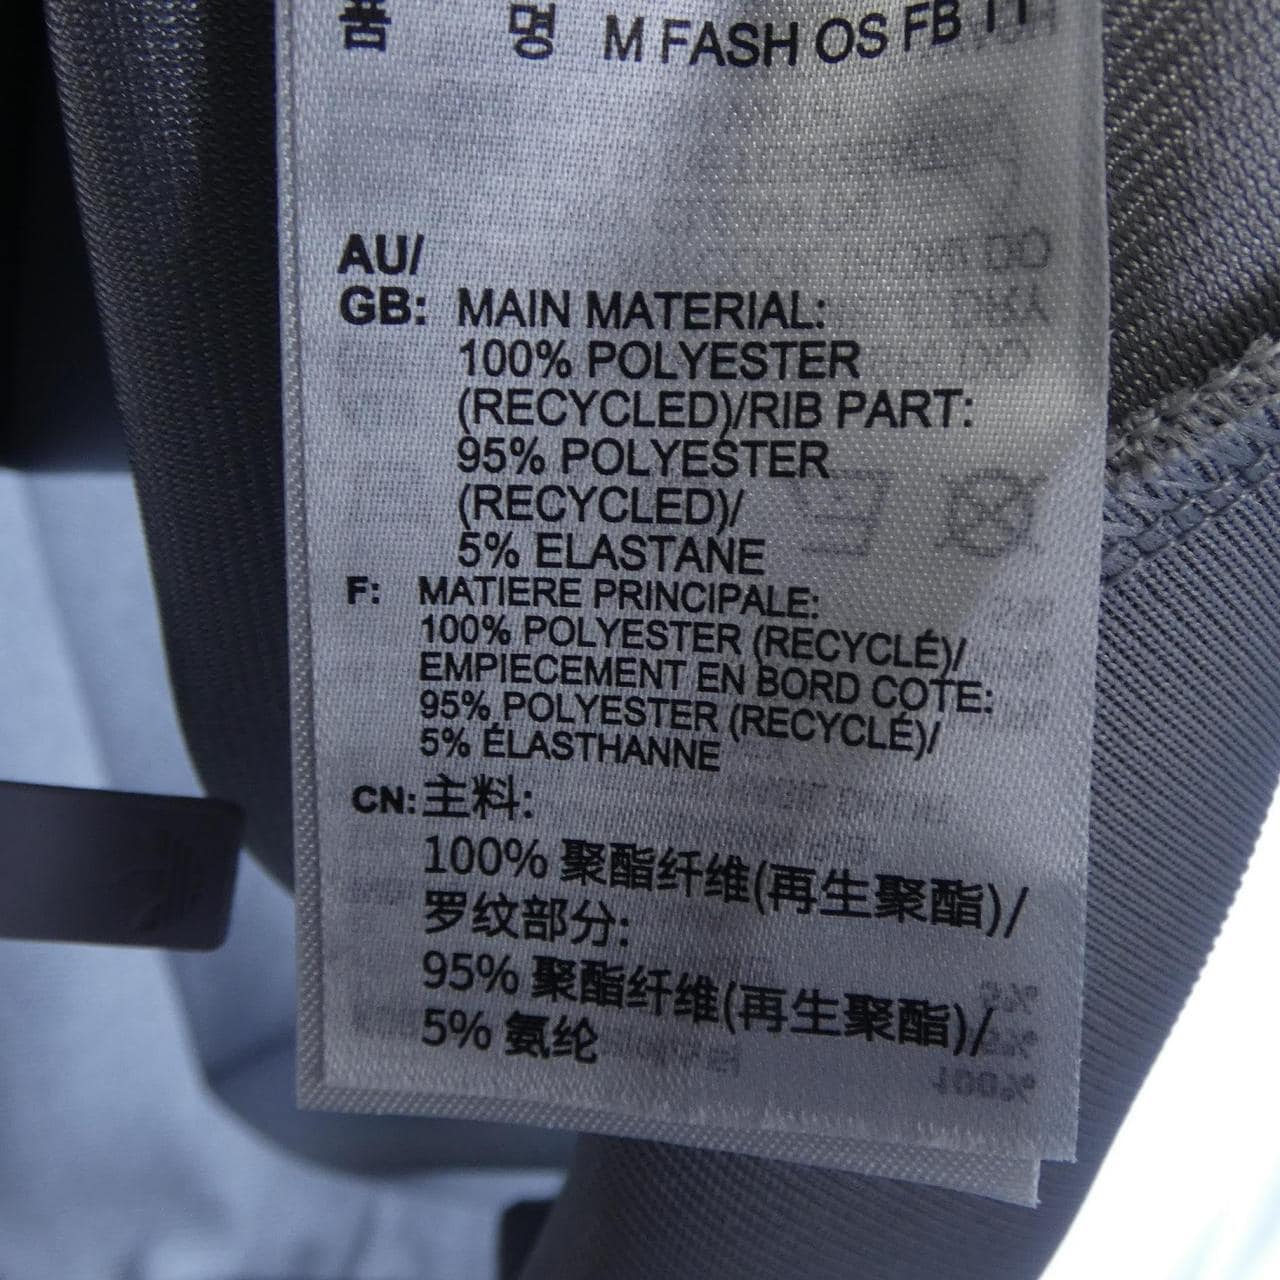 품 명 M FASH OS FB TT
AU/
GB: MAIN MATERIAL:
100% POLYESTER
(RECYCLED)/RIB PART:
95% POLYESTER
(RECYCLED)/
5% ELASTANE
F: MATIERE PRINCIPALE:
100% POLYESTER (RECYCLÉ)/
EMPIECEMENT EN BORD COTE:
95% POLYESTER (RECYCLÉ)/
5% ÉLASTHANNE
CN: 主料:
100% 聚酯纤维(再生聚酯)/
罗纹部分:
95% 聚酯纤维(再生聚酯)/
5% 氨纶